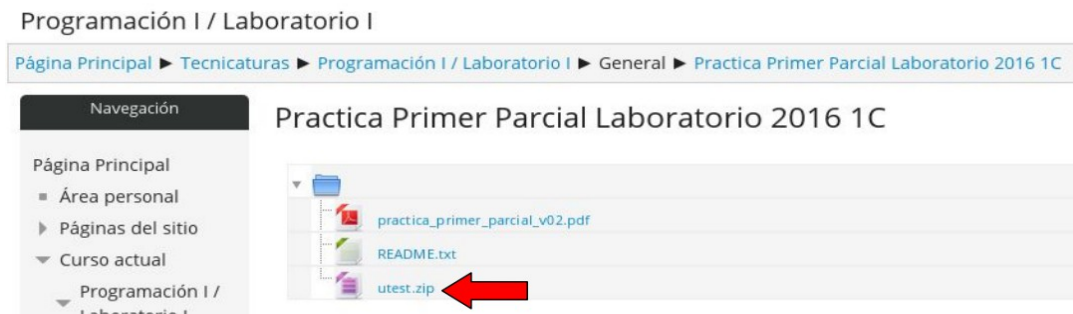 Programación I / Laboratorio I
Página Principal ▶ Tecnicaturas ▶ Programación I / Laboratorio I ▶ General ▶ Practica Primer Parcial Laboratorio 2016 1C
Navegación
Página Principal
Área personal
Páginas del sitio
Curso actual
Programación I /
Laboratorio I
Practica Primer Parcial Laboratorio 2016 1C
practica_primer_parcial_v02.pdf
README.txt
utest.zip